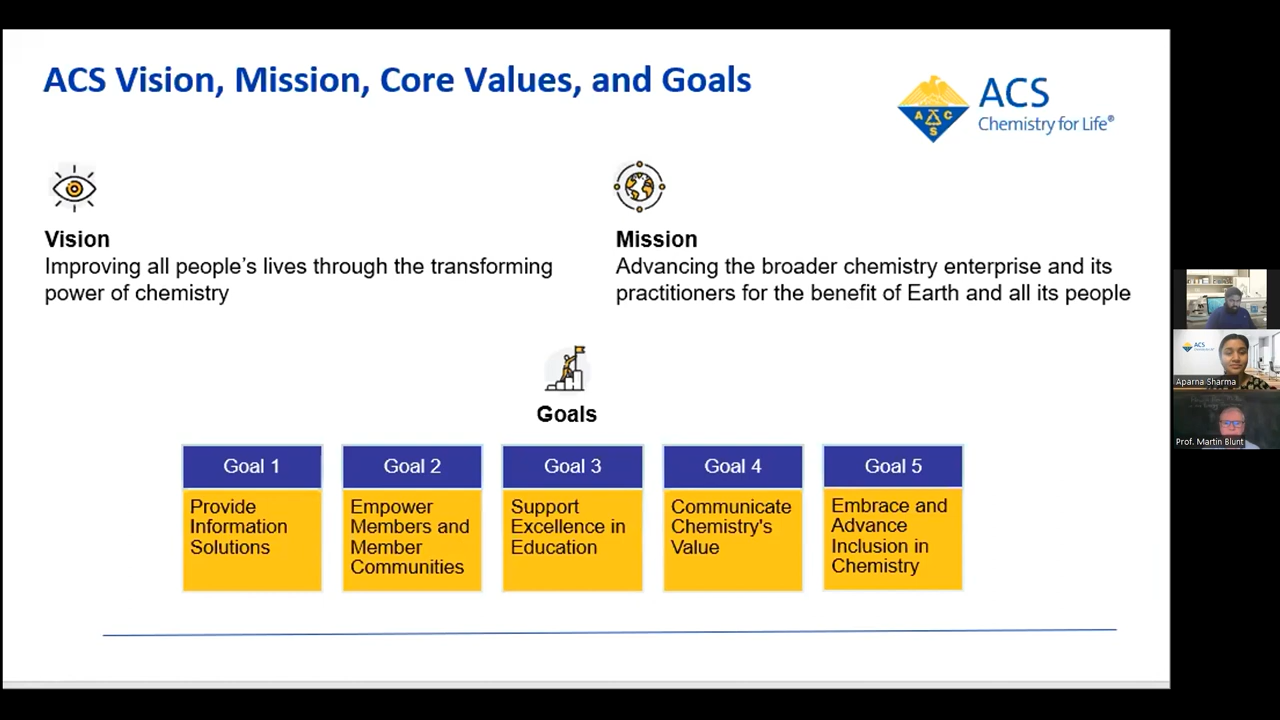 ACS Vision, Mission, Core Values, and Goals
ACS
Chemistry for Life®
A C S
Vision
Improving all people's lives through the transforming
power of chemistry
Mission
Advancing the broader chemistry enterprise and its
practitioners for the benefit of Earth and all its people
Goals
Goal 1
Provide
Information
Solutions
Goal 2
Empower
Members and
Member
Communities
Goal 3
Support
Excellence in
Education
Goal 4
Communicate
Chemistry's
Value
Goal 5
Embrace and
Advance
Inclusion in
Chemistry
ACS
Aparna Sharma
Prof. Martin Blunt